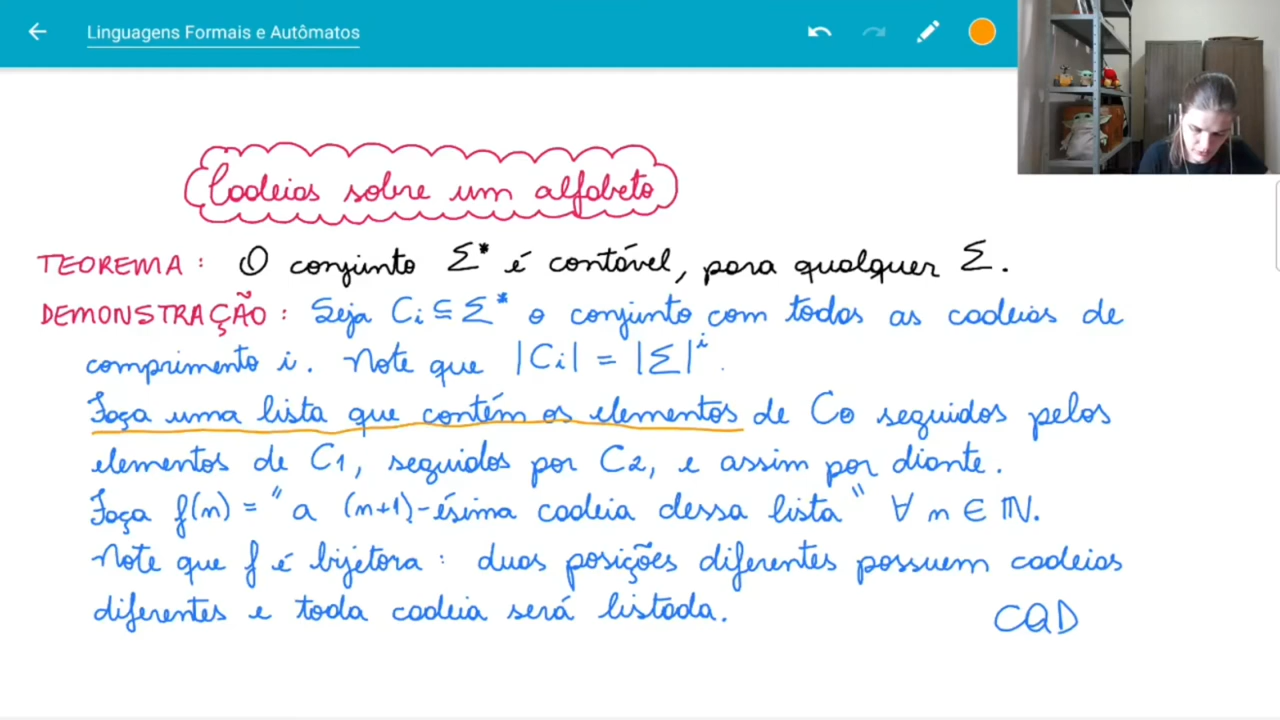 Linguagens Formais e Autômatos
Cadeias sobre um alfabeto
TEOREMA: O conjunto Σ* é contável, para qualquer Σ.
DEMONSTRAÇÃO: Seja Ci ⊆ Σ* o conjunto com todas as cadeias de
comprimento i. Note que |Ci| = |Σ|^i.
Faça uma lista que contém os elementos de C0 seguidos pelos
elementos de C1, seguidos por C2, e assim por diante.
Faça f(n) = "a (n+1)-ésima cadeia dessa lista" ∀ n ∈ ℕ.
Note que f é bijetora: duas posições diferentes possuem cadeias
diferentes e toda cadeia será listada.
CQD